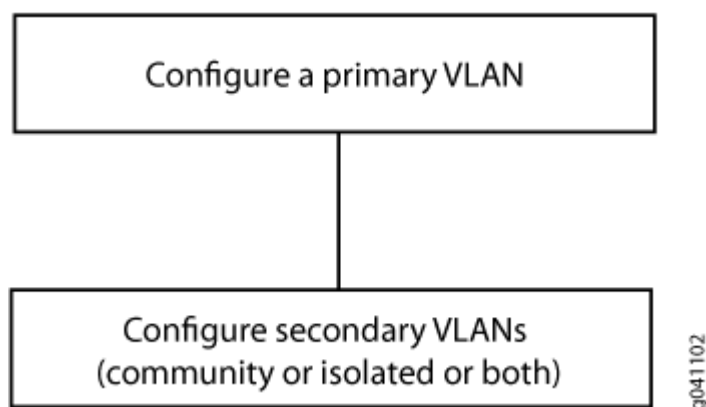 Configure a primary VLAN
Configure secondary VLANs
(community or isolated or both)
g041102